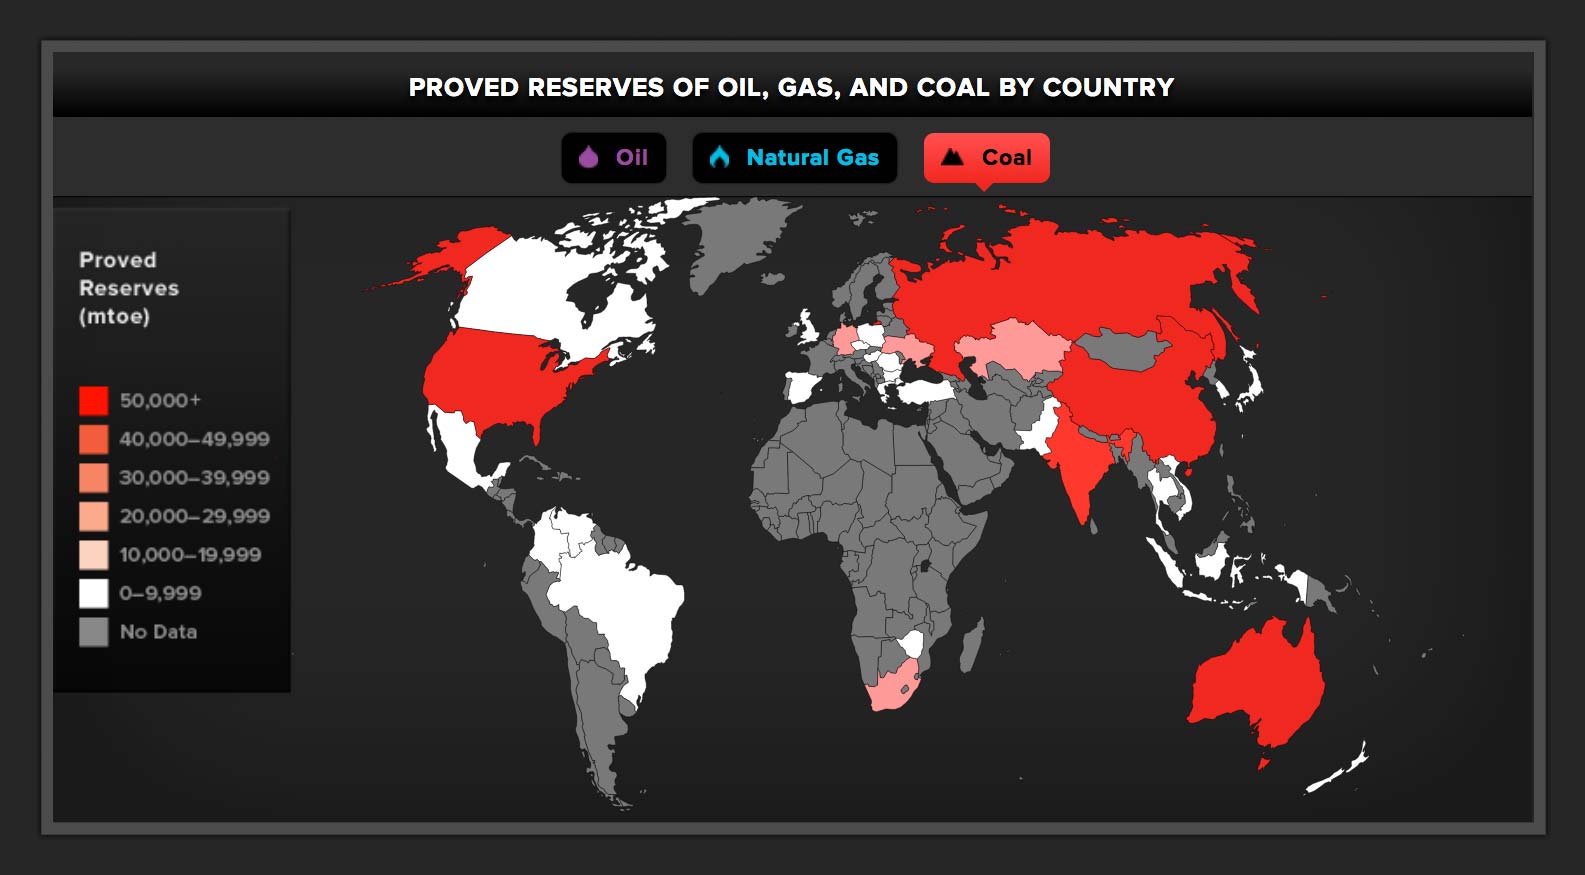 PROVED RESERVES OF OIL, GAS, AND COAL BY COUNTRY
Oil
Natural Gas
Coal
Proved
Reserves
(mtoe)
50,000+
40,000–49,999
30,000–39,999
20,000–29,999
10,000–19,999
0–9,999
No Data